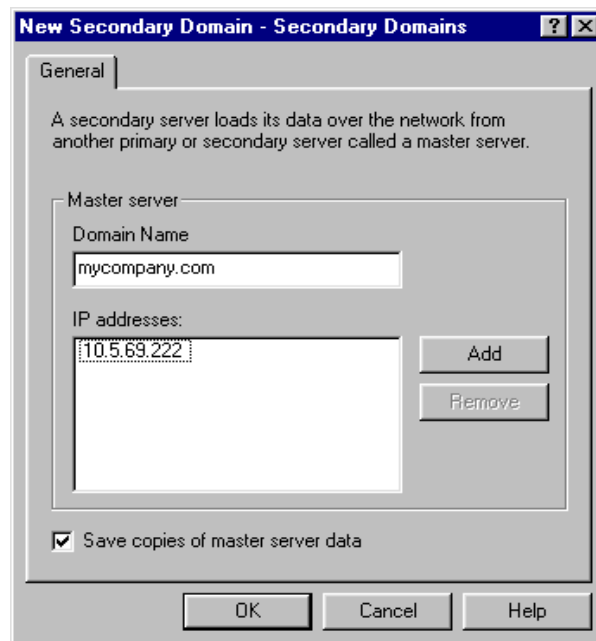 New Secondary Domain - Secondary Domains
General
A secondary server loads its data over the network from
another primary or secondary server called a master server.
Master server
Domain Name
mycompany.com
IP addresses:
10.5.69.222
Add
Remove
Save copies of master server data
OK
Cancel
Help